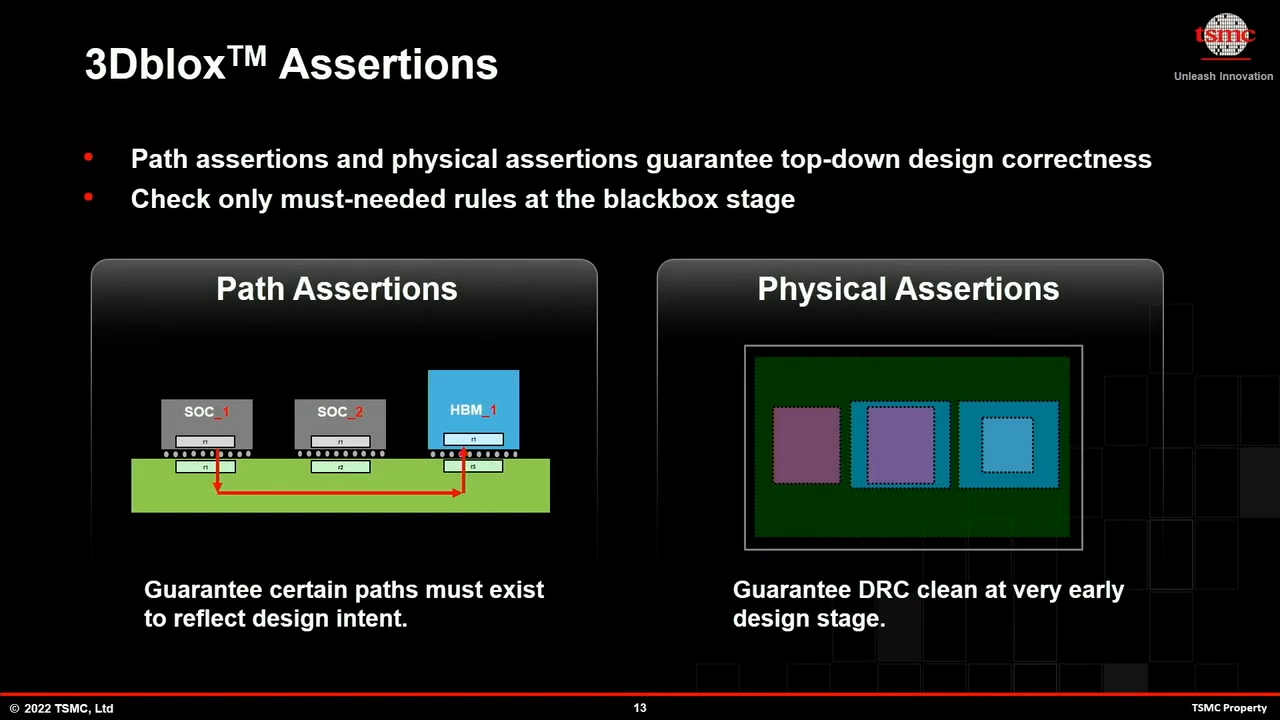 3Dblox™ Assertions
tsmc
Unleash Innovation
• Path assertions and physical assertions guarantee top-down design correctness
• Check only must-needed rules at the blackbox stage
Path Assertions
SOC_1
SOC_2
HBM_1
r1
r1
r1
r1
r2
r3
Guarantee certain paths must exist
to reflect design intent.
Physical Assertions
Guarantee DRC clean at very early
design stage.
© 2022 TSMC, Ltd
13
TSMC Property